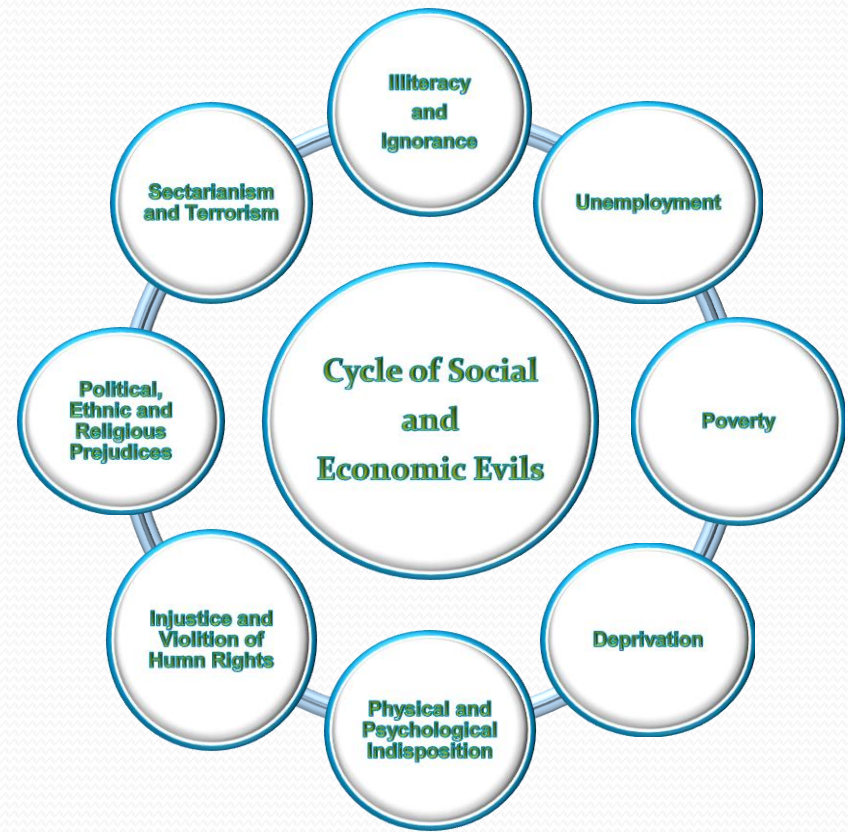 Illiteracy
and
Ignorance
Unemployment
Poverty
Deprivation
Physical and
Psychological
Indisposition
Injustice and
Violition of
Humn Rights
Political,
Ethnic and
Religious
Prejudices
Sectarianism
and Terrorism
Cycle of Social
and
Economic Evils